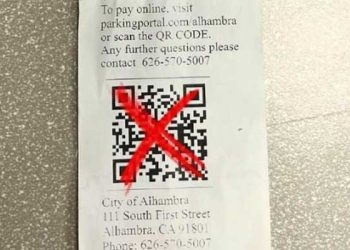 To pay online, visit
parkingportal.com/alhambra
or scan the QR CODE.
Any further questions please
contact 626-570-5007
City of Alhambra
111 South First Street
Alhambra, CA 91801
Phone: 626-570-5007